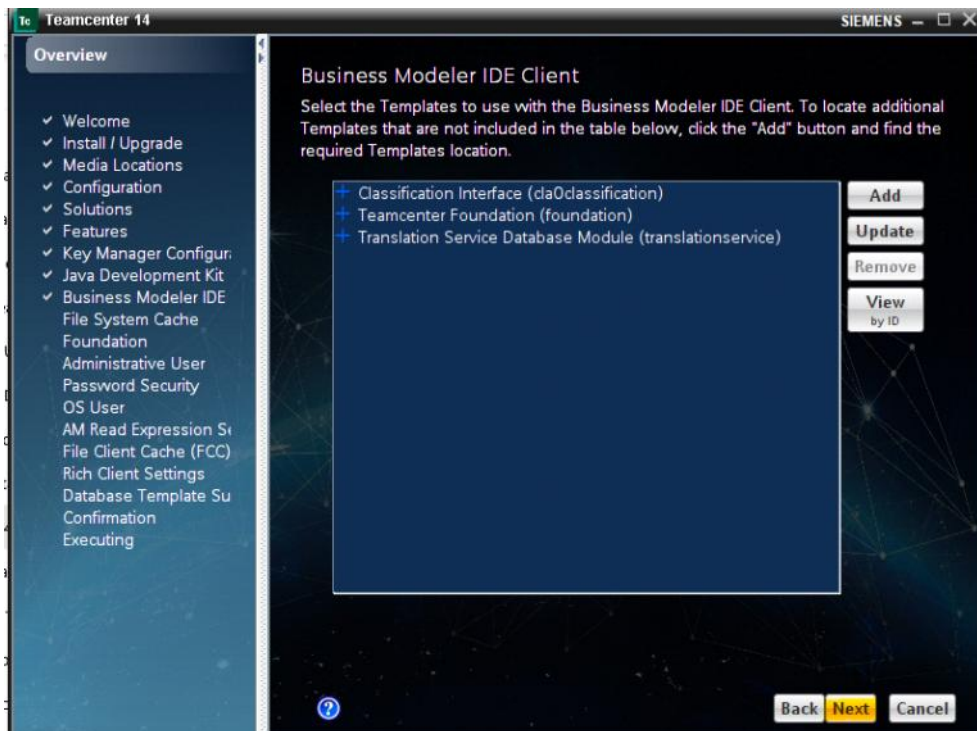 Tc Teamcenter 14
SIEMENS
Overview
Welcome
Install / Upgrade
Media Locations
Configuration
Solutions
Features
Key Manager Configur
Java Development Kit
Business Modeler IDE
File System Cache
Foundation
Administrative User
Password Security
OS User
AM Read Expression Se
File Client Cache (FCC)
Rich Client Settings
Database Template Su
Confirmation
Executing
Business Modeler IDE Client
Select the Templates to use with the Business Modeler IDE Client. To locate additional
Templates that are not included in the table below, click the "Add" button and find the
required Templates location.
Classification Interface (cla0classification)
Teamcenter Foundation (foundation)
Translation Service Database Module (translationservice)
Add
Update
Remove
View
by ID
Back Next Cancel